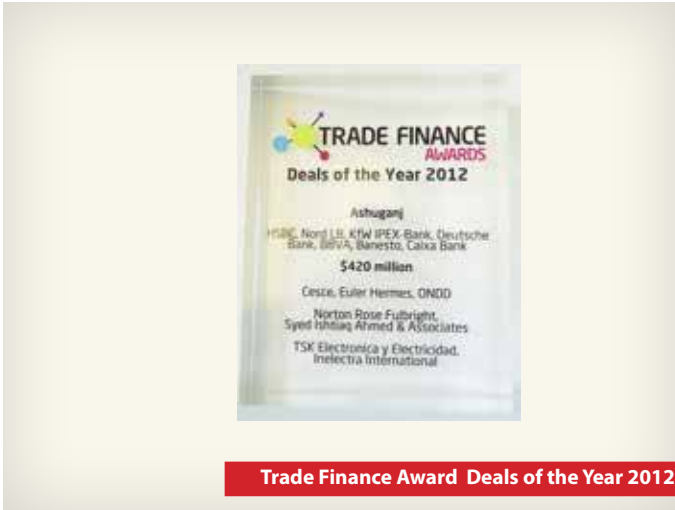 TRADE FINANCE
AWARDS
Deals of the Year 2012
Ashuganj
HSBC, Nord LB, KfW IPEX-Bank, Deutsche
Bank, BBVA, Banesto, Caixa Bank
$420 million
Cesce, Euler Hermes, ONDD
Norton Rose Fulbright,
Syed Ishtiaq Ahmed & Associates
TSK Electronica y Electricidad,
Inelectra International
Trade Finance Award Deals of the Year 2012